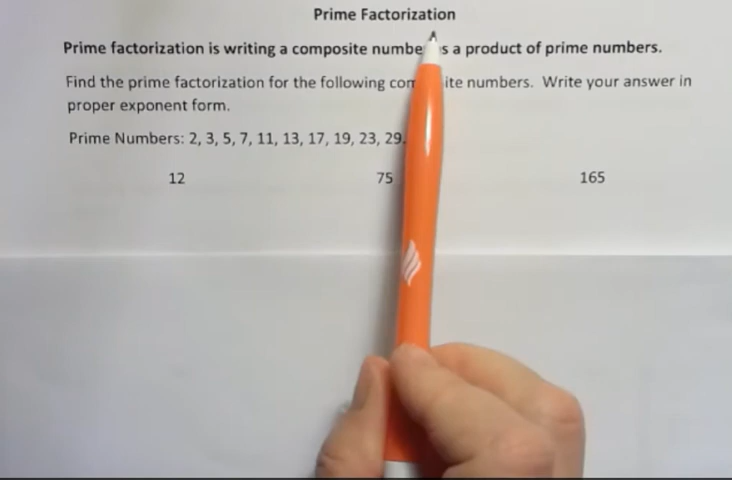 Prime Factorization
Prime factorization is writing a composite numbe s a product of prime numbers.
Find the prime factorization for the following com ite numbers. Write your answer in
proper exponent form.
Prime Numbers: 2, 3, 5, 7, 11, 13, 17, 19, 23, 29.
12 75 165